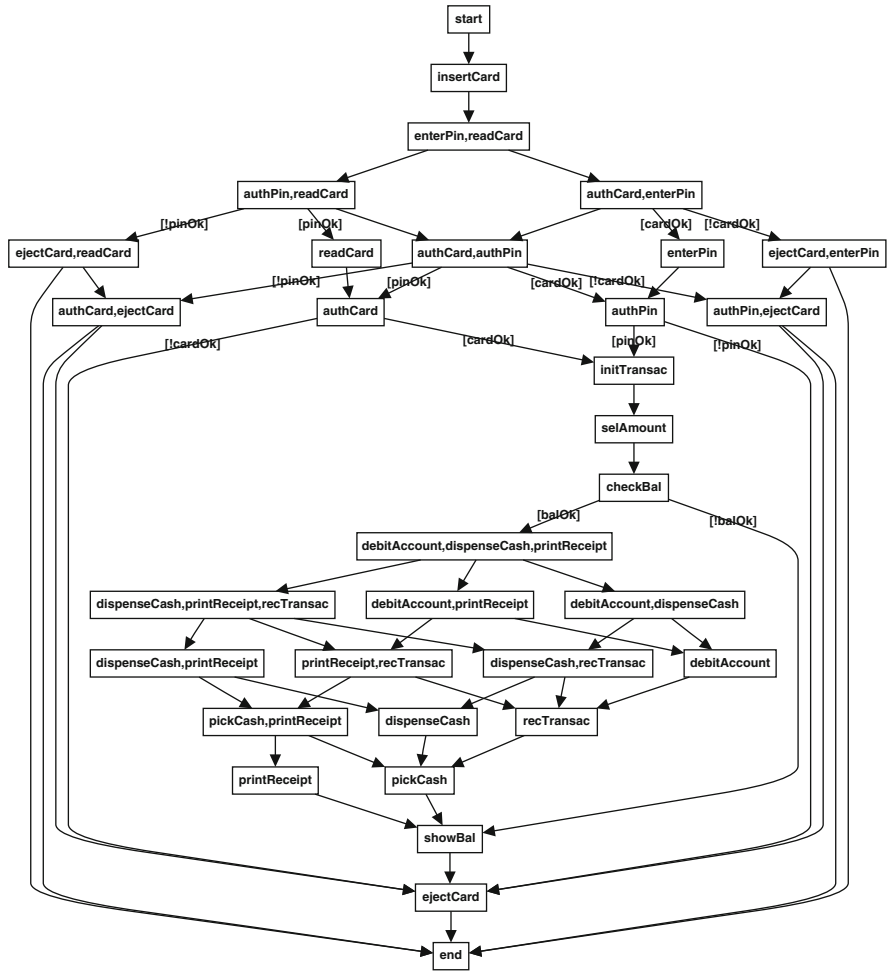 start
insertCard
enterPin,readCard
authPin,readCard
authCard,enterPin
[!pinOk]
[pinOk]
[cardOk]
[!cardOk]
ejectCard,readCard
readCard
authCard,authPin
enterPin
ejectCard,enterPin
[!pinOk]
[pinOk]
[cardOk]
[!cardOk]
authCard,ejectCard
authCard
authPin
authPin,ejectCard
[!cardOk]
[cardOk]
[pinOk]
[!pinOk]
initTransac
selAmount
checkBal
[balOk]
[!balOk]
debitAccount,dispenseCash,printReceipt
dispenseCash,printReceipt,recTransac
debitAccount,printReceipt
debitAccount,dispenseCash
dispenseCash,printReceipt
printReceipt,recTransac
dispenseCash,recTransac
debitAccount
pickCash,printReceipt
dispenseCash
recTransac
printReceipt
pickCash
showBal
ejectCard
end